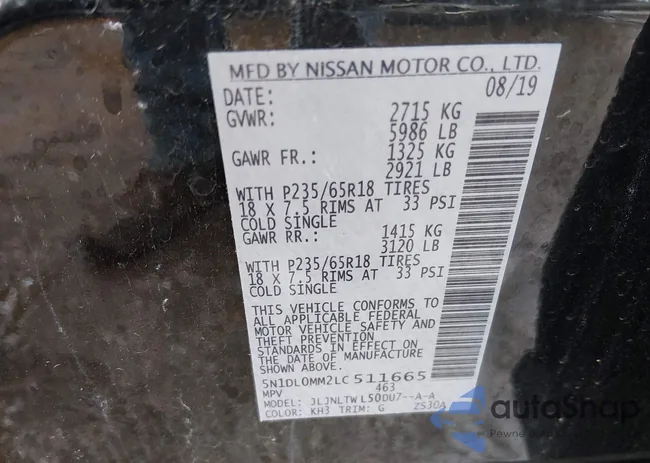 MFD BY NISSAN MOTOR CO., LTD.
DATE: 08/19
GVWR: 2715 KG
5986 LB
GAWR FR.: 1325 KG
2921 LB
WITH P235/65R18 TIRES
18 X 7.5 RIMS AT 33 PSI
COLD SINGLE
GAWR RR.: 1415 KG
3120 LB
WITH P235/65R18 TIRES
18 X 7.5 RIMS AT 33 PSI
COLD SINGLE
THIS VEHICLE CONFORMS TO
ALL APPLICABLE FEDERAL
MOTOR VEHICLE SAFETY AND
THEFT PREVENTION
STANDARDS IN EFFECT ON
THE DATE OF MANUFACTURE
SHOWN ABOVE.
5N1DL0MM2LC511665
MPV 463
MODEL: JLJNLTWL50DU7--A-A
COLOR: KH3 TRIM: G ZS30A
autoSnap